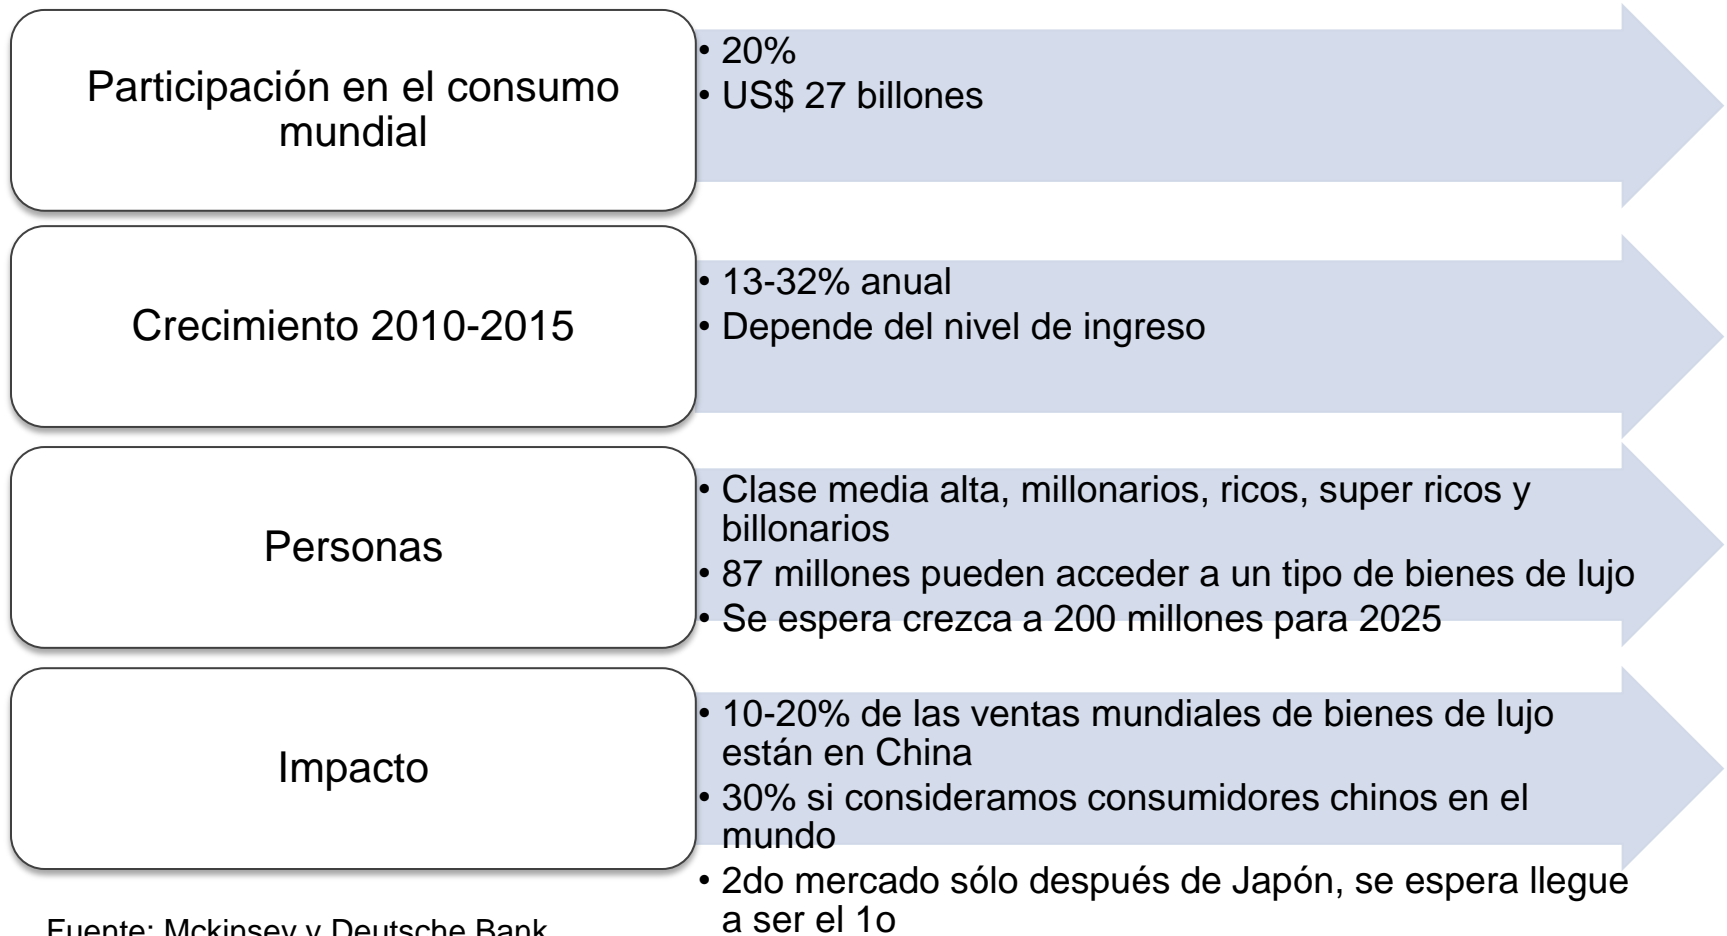 Participación en el consumo
mundial
• 20%
• US$ 27 billones
Crecimiento 2010-2015
• 13-32% anual
• Depende del nivel de ingreso
Personas
• Clase media alta, millonarios, ricos, super ricos y
billonarios
• 87 millones pueden acceder a un tipo de bienes de lujo
• Se espera crezca a 200 millones para 2025
Impacto
• 10-20% de las ventas mundiales de bienes de lujo
están en China
• 30% si consideramos consumidores chinos en el
mundo
• 2do mercado sólo después de Japón, se espera llegue
a ser el 1o
Fuente: Mckinsey y Deutsche Bank